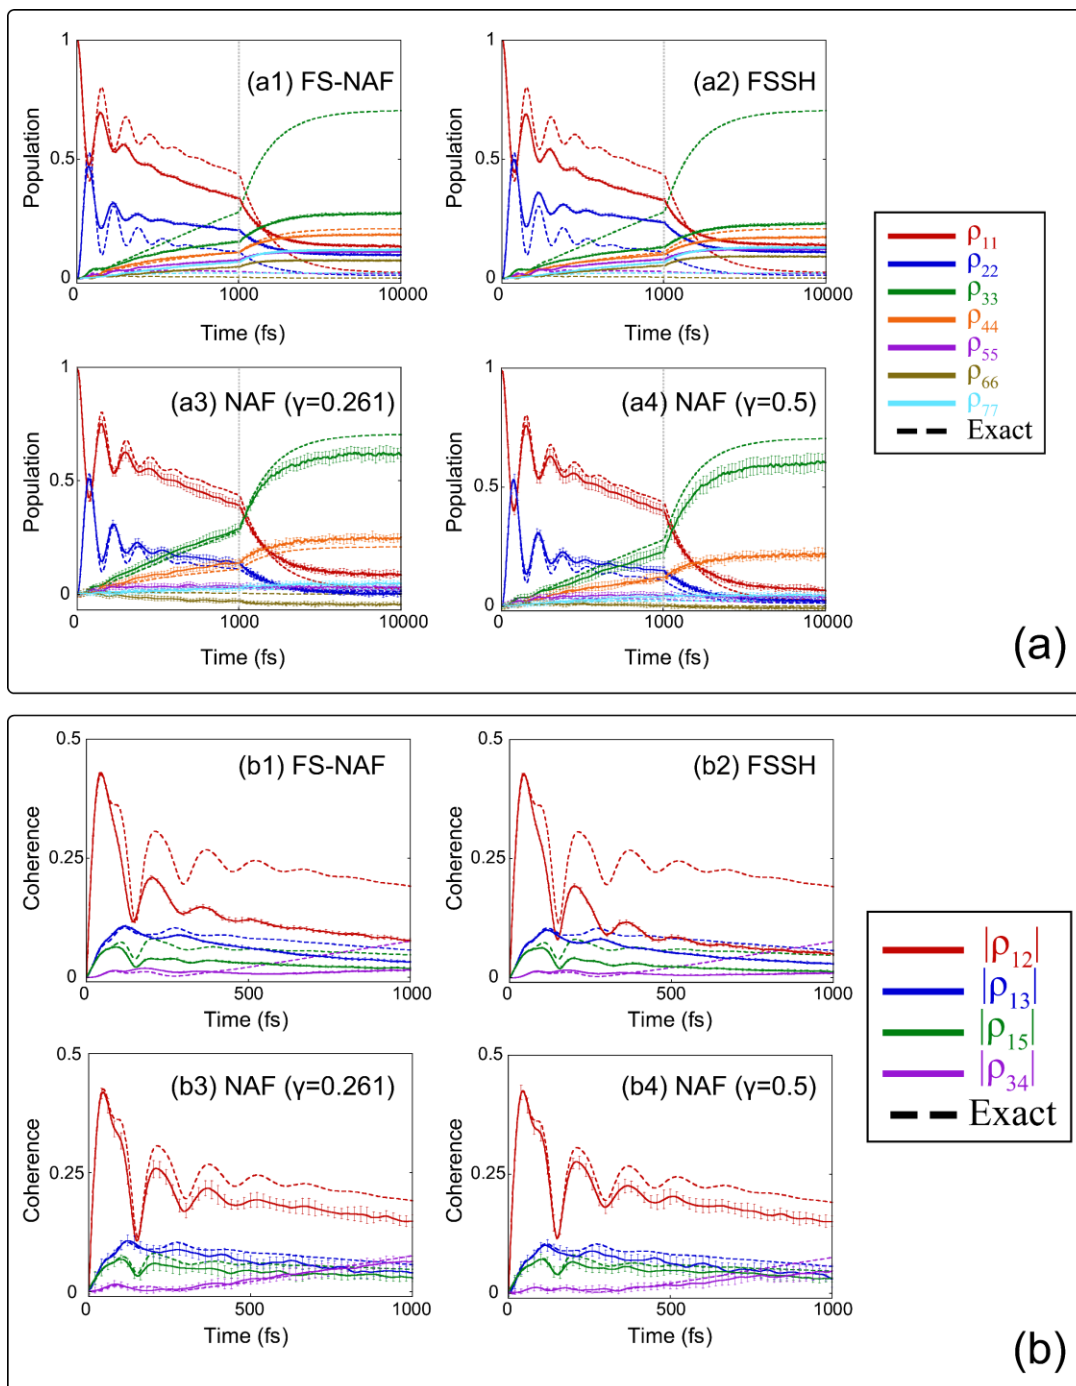 (a1) FS-NAF
1
0.5
0
Population
0
1000
10000
Time (fs)
(a2) FSSH
1
0.5
0
Population
0
1000
10000
Time (fs)
(a3) NAF (γ=0.261)
1
0.5
0
Population
0
1000
10000
Time (fs)
(a4) NAF (γ=0.5)
1
0.5
0
Population
0
1000
10000
Time (fs)
ρ11
ρ22
ρ33
ρ44
ρ55
ρ66
ρ77
Exact
(a)
(b1) FS-NAF
0.5
0.25
0
Coherence
0
500
1000
Time (fs)
(b2) FSSH
0.5
0.25
0
Coherence
0
500
1000
Time (fs)
(b3) NAF (γ=0.261)
0.5
0.25
0
Coherence
0
500
1000
Time (fs)
(b4) NAF (γ=0.5)
0.5
0.25
0
Coherence
0
500
1000
Time (fs)
|ρ12|
|ρ13|
|ρ15|
|ρ34|
Exact
(b)